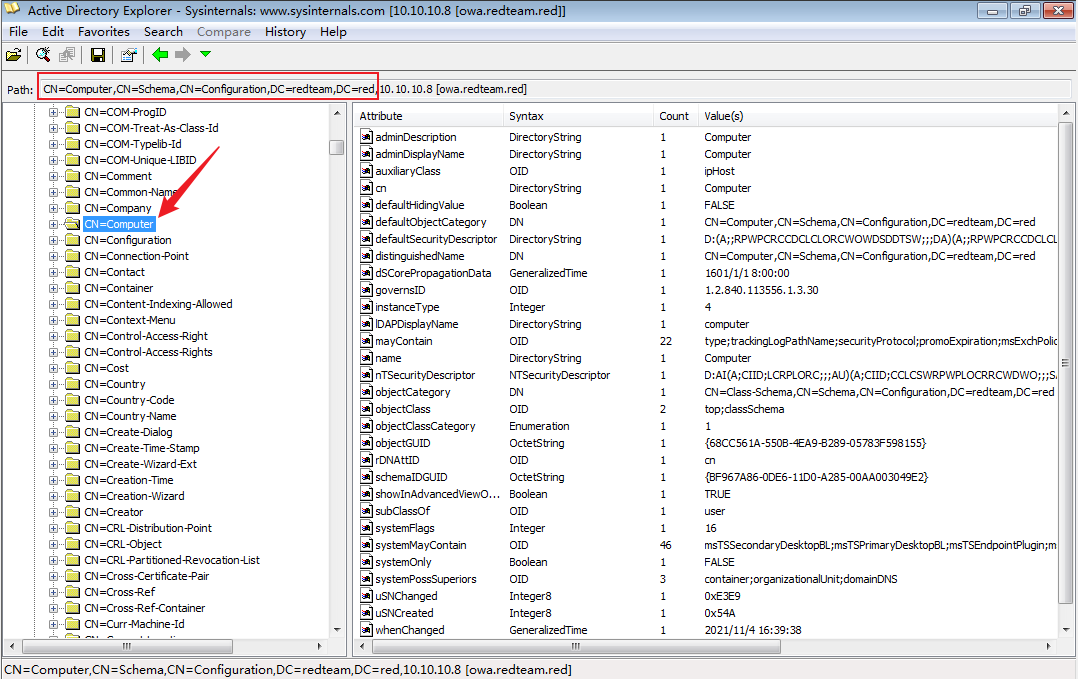 Active Directory Explorer - Sysinternals: www.sysinternals.com [10.10.10.8 [owa.redteam.red]]
File Edit Favorites Search Compare History Help
Path: CN=Computer,CN=Schema,CN=Configuration,DC=redteam,DC=red,10.10.10.8 [owa.redteam.red]
CN=COM-ProgID
CN=COM-Treat-As-Class-Id
CN=COM-Typelib-Id
CN=COM-Unique-LIBID
CN=Comment
CN=Common-Name
CN=Company
CN=Computer
CN=Configuration
CN=Connection-Point
CN=Contact
CN=Container
CN=Content-Indexing-Allowed
CN=Context-Menu
CN=Control-Access-Right
CN=Control-Access-Rights
CN=Cost
CN=Country
CN=Country-Code
CN=Country-Name
CN=Create-Dialog
CN=Create-Time-Stamp
CN=Create-Wizard-Ext
CN=Creation-Time
CN=Creation-Wizard
CN=Creator
CN=CRL-Distribution-Point
CN=CRL-Object
CN=CRL-Partitioned-Revocation-List
CN=Cross-Certificate-Pair
CN=Cross-Ref
CN=Cross-Ref-Container
CN=Curr-Machine-Id
Attribute Syntax Count Value(s)
adminDescription DirectoryString 1 Computer
adminDisplayName DirectoryString 1 Computer
auxiliaryClass OID 1 ipHost
cn DirectoryString 1 Computer
defaultHidingValue Boolean 1 FALSE
defaultObjectCategory DN 1 CN=Computer,CN=Schema,CN=Configuration,DC=redteam,DC=red
defaultSecurityDescriptor DirectoryString 1 D:(A;;RPWPCRCCDCLCLORCWOWDSDDTSW;;;DA)(A;;RPWPCRCCDCLCL
distinguishedName DN 1 CN=Computer,CN=Schema,CN=Configuration,DC=redteam,DC=red
dSCorePropagationData GeneralizedTime 1 1601/1/1 8:00:00
governsID OID 1 1.2.840.113556.1.3.30
instanceType Integer 1 4
lDAPDisplayName DirectoryString 1 computer
mayContain OID 22 type;trackingLogPathName;securityProtocol;promoExpiration;msExchPolic
name DirectoryString 1 Computer
nTSecurityDescriptor NTSecurityDescriptor 1 D:AI(A;CIID;LCRPLORC;;;AU)(A;CIID;CCLCSWRPWPLOCRRCWDWO;;;SA
objectCategory DN 1 CN=Class-Schema,CN=Schema,CN=Configuration,DC=redteam,DC=red
objectClass OID 2 top;classSchema
objectClassCategory Enumeration 1 1
objectGUID OctetString 1 {68CC561A-550B-4EA9-B289-05783F598155}
rDNAttID OID 1 cn
schemaIDGUID OctetString 1 {BF967A86-0DE6-11D0-A285-00AA003049E2}
showInAdvancedViewO... Boolean 1 TRUE
subClassOf OID 1 user
systemFlags Integer 1 16
systemMayContain OID 46 msTSSecondaryDesktopBL;msTSPrimaryDesktopBL;msTSEndpointPlugin;m
systemOnly Boolean 1 FALSE
systemPossSuperiors OID 3 container;organizationalUnit;domainDNS
uSNChanged Integer8 1 0xE3E9
uSNCreated Integer8 1 0x54A
whenChanged GeneralizedTime 1 2021/11/4 16:39:38
CN=Computer,CN=Schema,CN=Configuration,DC=redteam,DC=red,10.10.10.8 [owa.redteam.red]